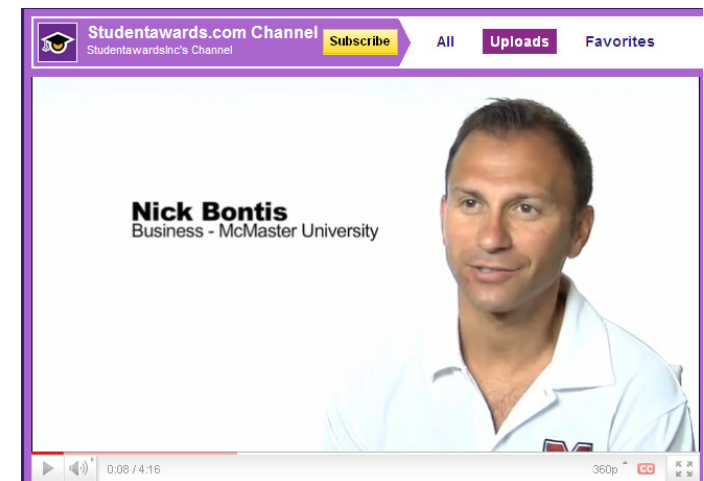 Studentawards.com Channel
StudentawardsInc's Channel
Subscribe
All
Uploads
Favorites
Nick Bontis
Business - McMaster University
0:08 / 4:16
360p
CC